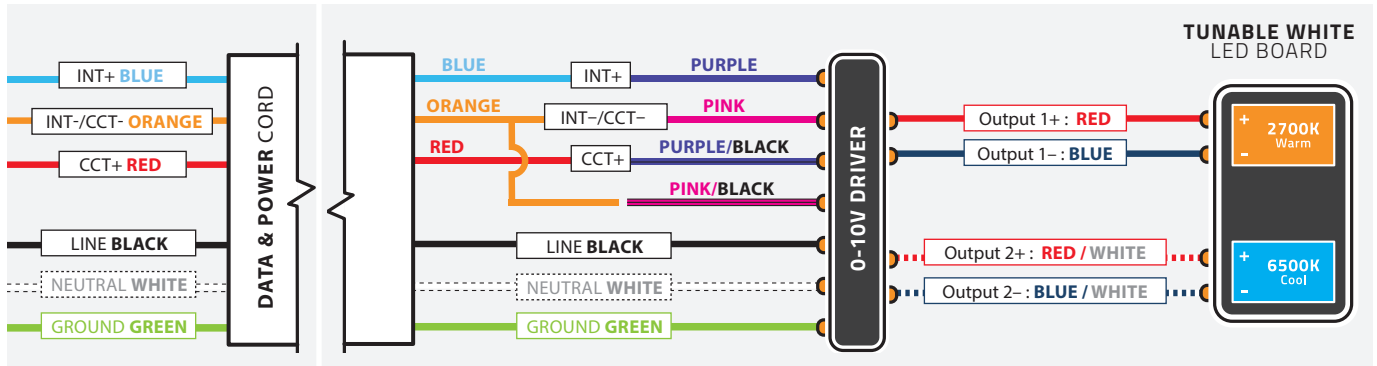 TUNABLE WHITE
LED BOARD
INT+ BLUE
INT-/CCT- ORANGE
CCT+ RED
LINE BLACK
NEUTRAL WHITE
GROUND GREEN
DATA & POWER CORD
BLUE
INT+
PURPLE
ORANGE
INT–/CCT–
PINK
RED
CCT+
PURPLE/BLACK
PINK/BLACK
LINE BLACK
NEUTRAL WHITE
GROUND GREEN
0-10V DRIVER
Output 1+ : RED
Output 1– : BLUE
Output 2+ : RED / WHITE
Output 2– : BLUE / WHITE
+ 2700K
Warm
-
+ 6500K
Cool
-